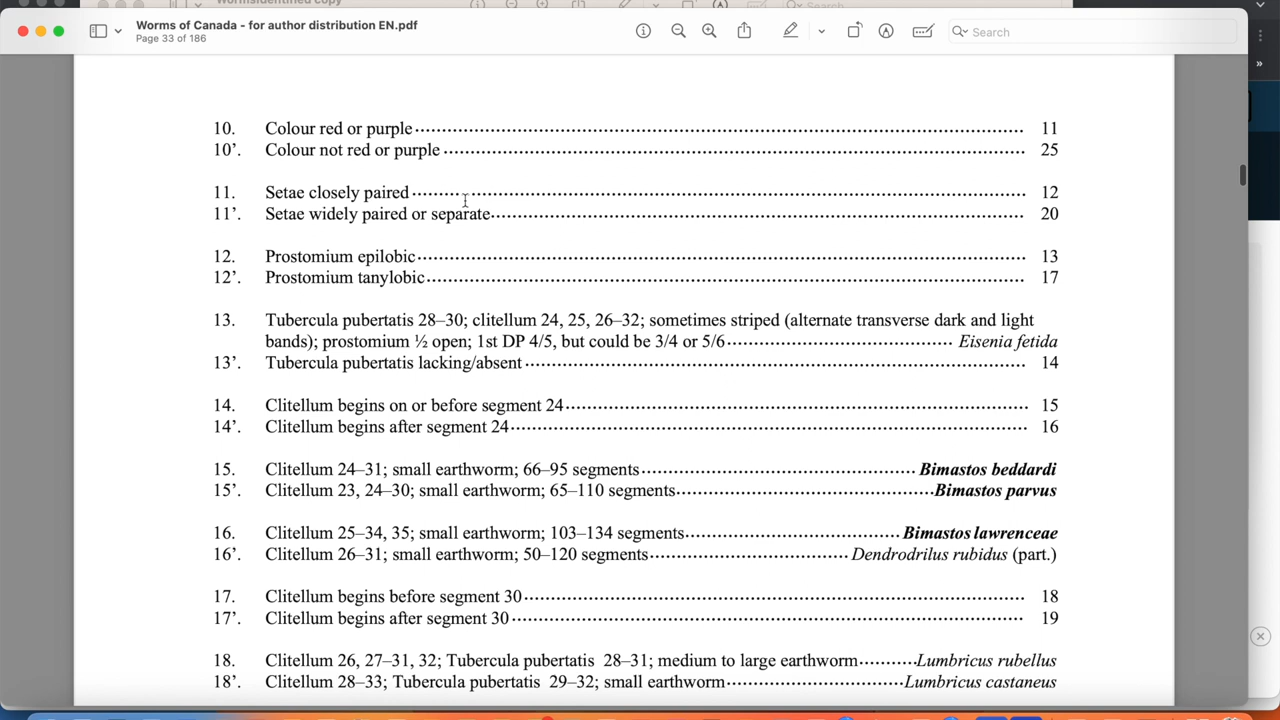 Wormsidentified copy
Search
Worms of Canada - for author distribution EN.pdf
Page 33 of 186
Search
10. Colour red or purple 11
10’. Colour not red or purple 25
11. Setae closely paired 12
11’. Setae widely paired or separate 20
12. Prostomium epilobic 13
12’. Prostomium tanylobic 17
13. Tubercula pubertatis 28–30; clitellum 24, 25, 26–32; sometimes striped (alternate transverse dark and light
bands); prostomium ½ open; 1st DP 4/5, but could be 3/4 or 5/6 Eisenia fetida
13’. Tubercula pubertatis lacking/absent 14
14. Clitellum begins on or before segment 24 15
14’. Clitellum begins after segment 24 16
15. Clitellum 24–31; small earthworm; 66–95 segments Bimastos beddardi
15’. Clitellum 23, 24–30; small earthworm; 65–110 segments Bimastos parvus
16. Clitellum 25–34, 35; small earthworm; 103–134 segments Bimastos lawrenceae
16’. Clitellum 26–31; small earthworm; 50–120 segments Dendrodrilus rubidus (part.)
17. Clitellum begins before segment 30 18
17’. Clitellum begins after segment 30 19
18. Clitellum 26, 27–31, 32; Tubercula pubertatis 28–31; medium to large earthworm Lumbricus rubellus
18’. Clitellum 28–33; Tubercula pubertatis 29–32; small earthworm Lumbricus castaneus